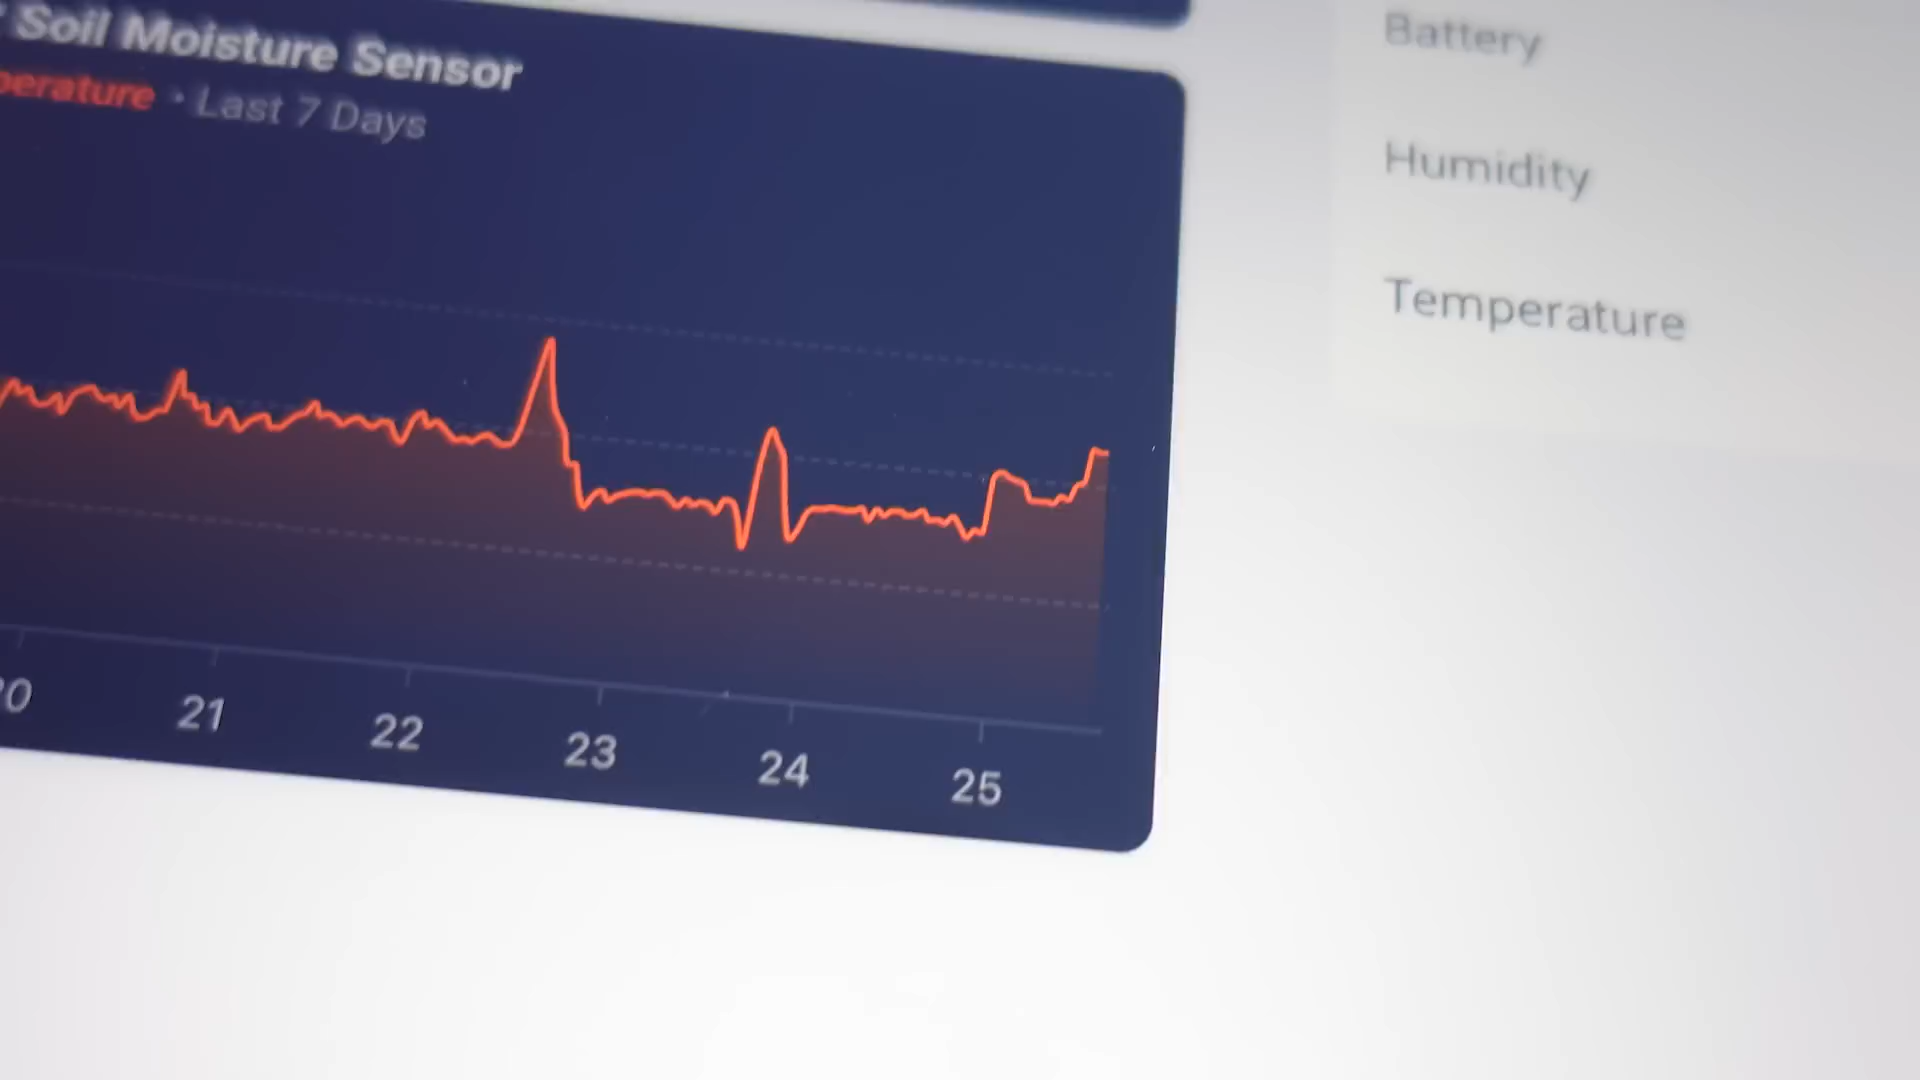 Soil Moisture Sensor
• Last 7 Days
21
22
23
24
25
Battery
Humidity
Temperature